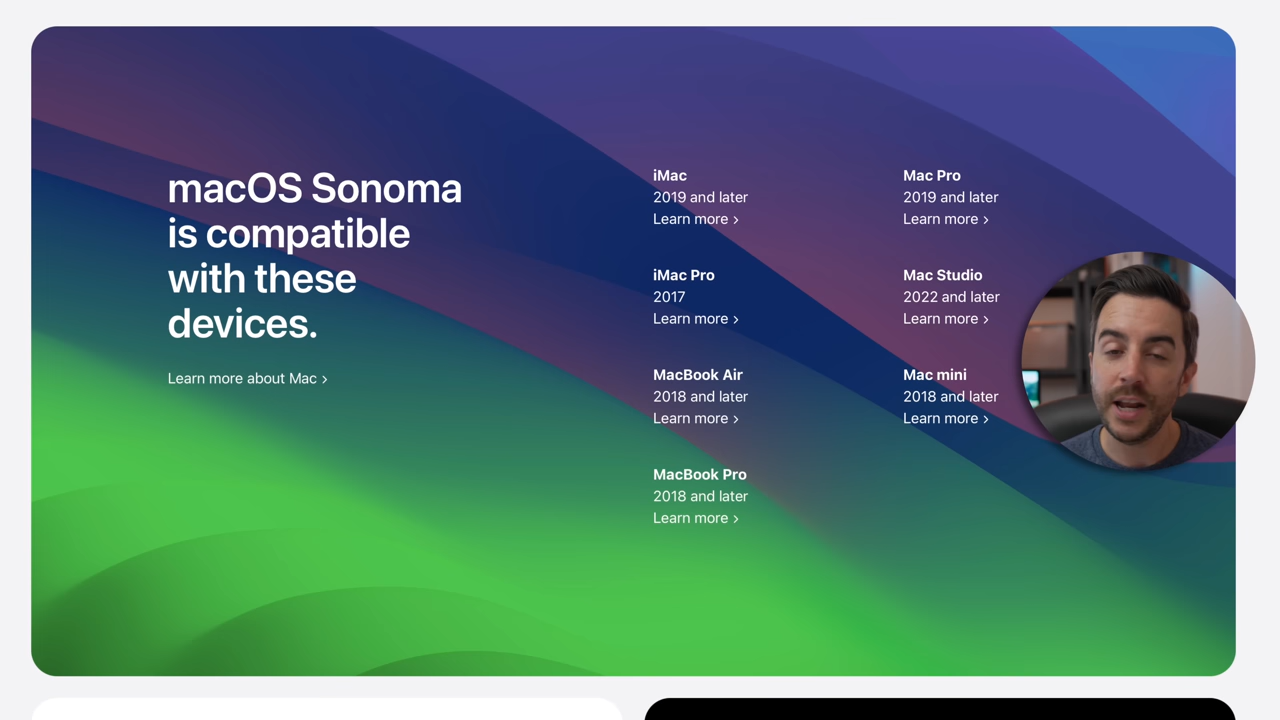 macOS Sonoma
is compatible
with these
devices.
Learn more about Mac >
iMac
2019 and later
Learn more >
iMac Pro
2017
Learn more >
MacBook Air
2018 and later
Learn more >
MacBook Pro
2018 and later
Learn more >
Mac Pro
2019 and later
Learn more >
Mac Studio
2022 and later
Learn more >
Mac mini
2018 and later
Learn more >